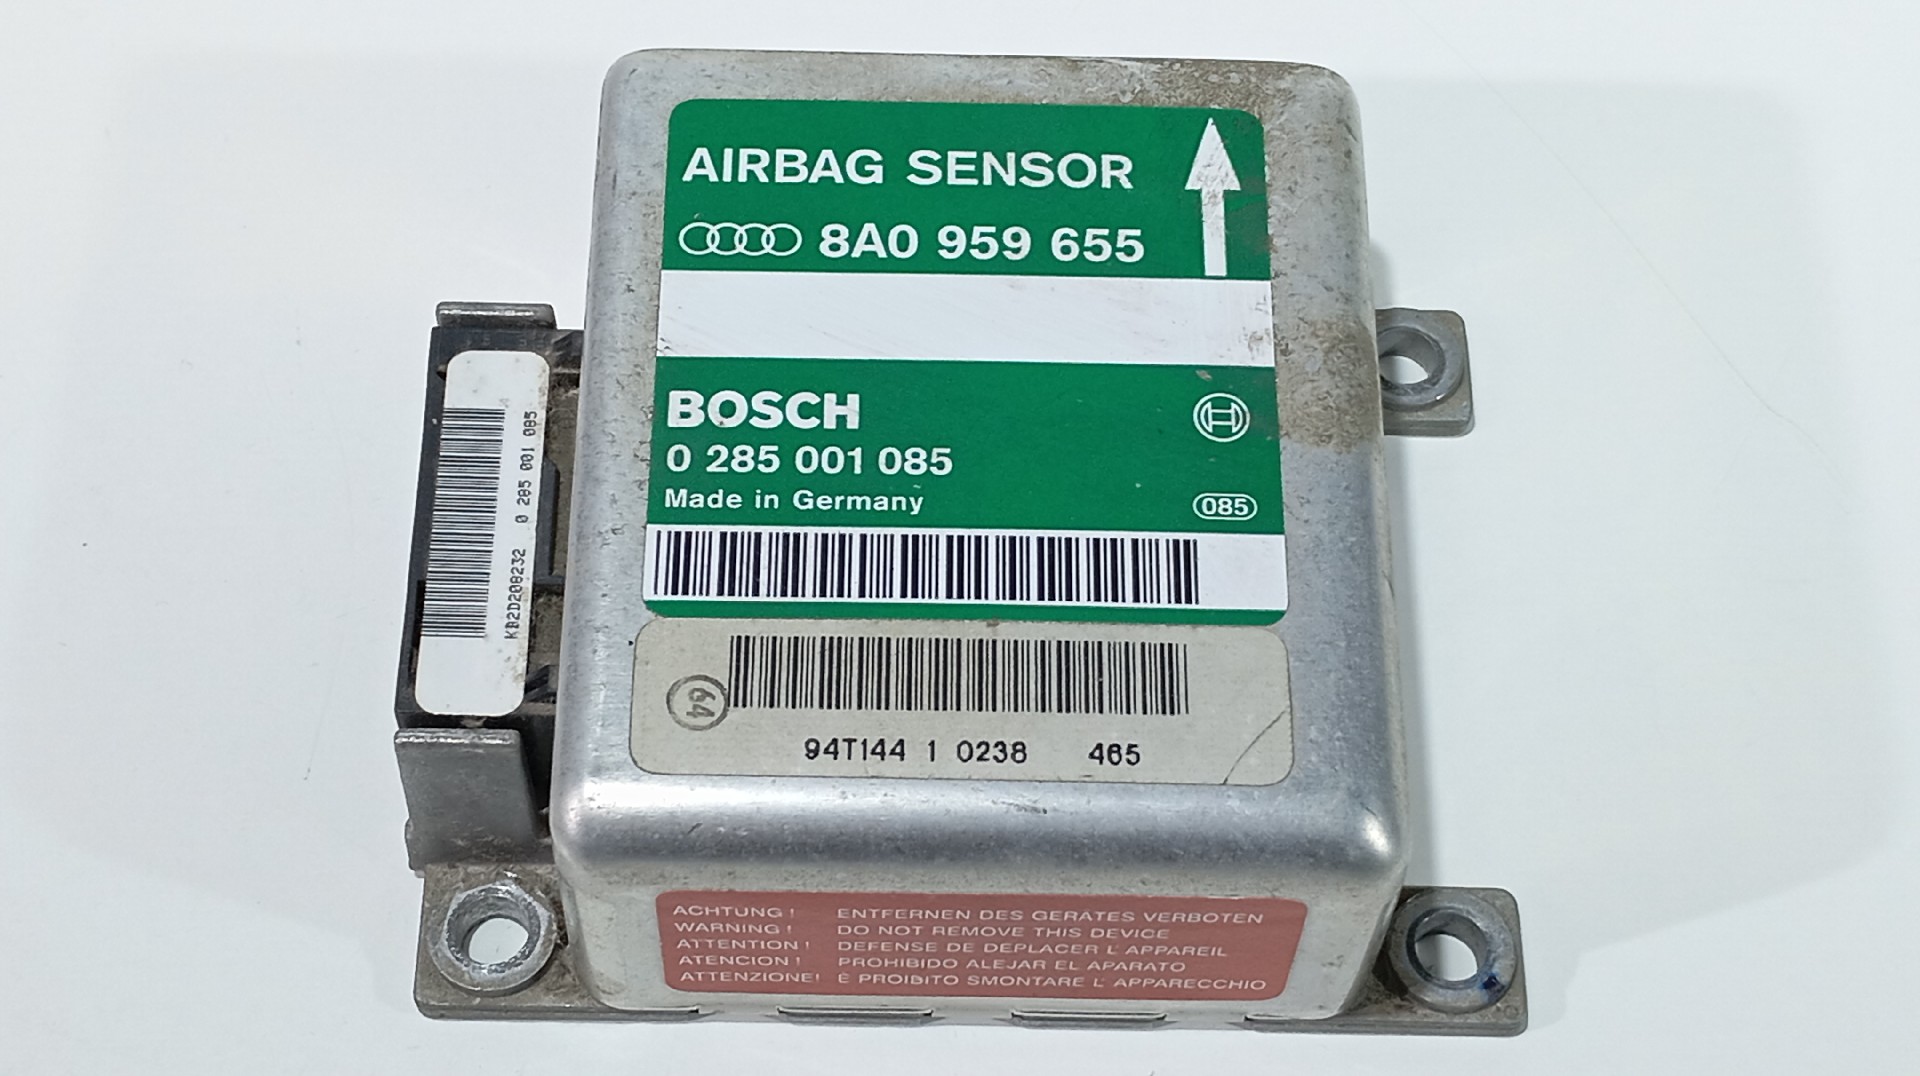 AIRBAG SENSOR
8A0 959 655
BOSCH
0 285 001 085
Made in Germany
085
64
94T144 1 0238 465
KB2D208232 0 285 001 085
ACHTUNG! ENTFERNEN DES GERÄTES VERBOTEN
WARNING! DO NOT REMOVE THIS DEVICE
ATTENTION! DEFENSE DE DEPLACER L'APPAREIL
ATENCION! PROHIBIDO ALEJAR EL APARATO
ATTENZIONE! È PROIBITO SMONTARE L'APPARECCHIO